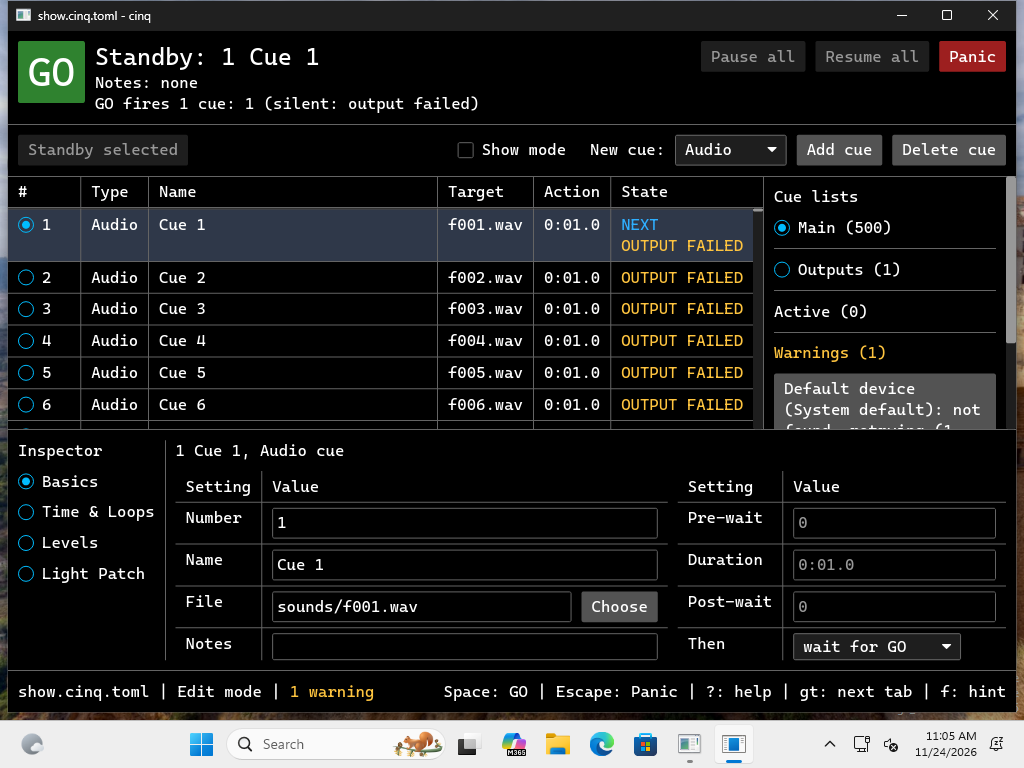 show.cinq.toml - cinq
GO
Standby: 1 Cue 1
Notes: none
GO fires 1 cue: 1 (silent: output failed)
Pause all
Resume all
Panic
Standby selected
Show mode
New cue:
Audio
Add cue
Delete cue
# Type Name Target Action State
1 Audio Cue 1 f001.wav 0:01.0 NEXT
OUTPUT FAILED
2 Audio Cue 2 f002.wav 0:01.0 OUTPUT FAILED
3 Audio Cue 3 f003.wav 0:01.0 OUTPUT FAILED
4 Audio Cue 4 f004.wav 0:01.0 OUTPUT FAILED
5 Audio Cue 5 f005.wav 0:01.0 OUTPUT FAILED
6 Audio Cue 6 f006.wav 0:01.0 OUTPUT FAILED
Cue lists
Main (500)
Outputs (1)
Active (0)
Warnings (1)
Default device
(System default): not
found, retrying (1
Inspector
Basics
Time & Loops
Levels
Light Patch
1 Cue 1, Audio cue
Setting Value
Number 1
Name Cue 1
File sounds/f001.wav Choose
Notes
Setting Value
Pre-wait 0
Duration 0:01.0
Post-wait 0
Then wait for GO
show.cinq.toml | Edit mode | 1 warning
Space: GO | Escape: Panic | ?: help | gt: next tab | f: hint
Search
M365
11:05 AM
11/24/2026